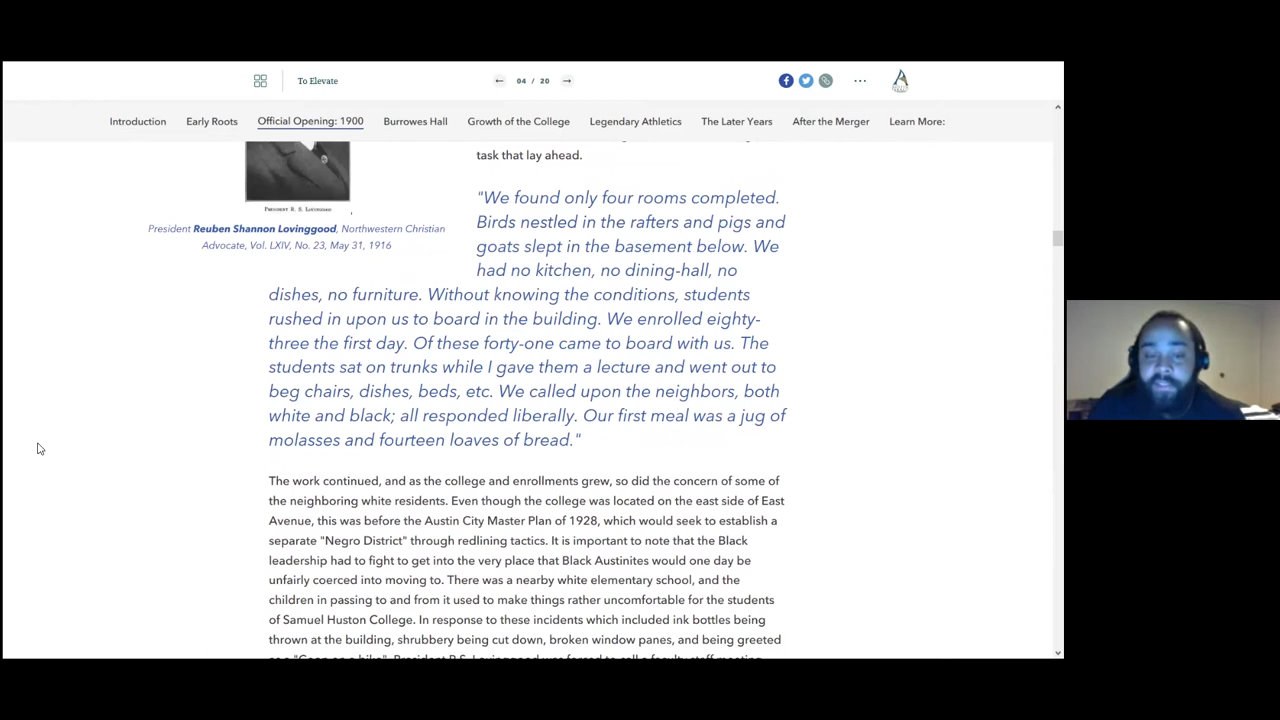 To Elevate
04 / 20
Introduction
Early Roots
Official Opening: 1900
Burrowes Hall
Growth of the College
Legendary Athletics
The Later Years
After the Merger
Learn More:
task that lay ahead.
PRESIDENT R. S. LOVINGGOOD
President Reuben Shannon Lovinggood, Northwestern Christian
Advocate, Vol. LXIV, No. 23, May 31, 1916
"We found only four rooms completed.
Birds nestled in the rafters and pigs and
goats slept in the basement below. We
had no kitchen, no dining-hall, no
dishes, no furniture. Without knowing the conditions, students
rushed in upon us to board in the building. We enrolled eighty-
three the first day. Of these forty-one came to board with us. The
students sat on trunks while I gave them a lecture and went out to
beg chairs, dishes, beds, etc. We called upon the neighbors, both
white and black; all responded liberally. Our first meal was a jug of
molasses and fourteen loaves of bread."
The work continued, and as the college and enrollments grew, so did the concern of some of
the neighboring white residents. Even though the college was located on the east side of East
Avenue, this was before the Austin City Master Plan of 1928, which would seek to establish a
separate "Negro District" through redlining tactics. It is important to note that the Black
leadership had to fight to get into the very place that Black Austinites would one day be
unfairly coerced into moving to. There was a nearby white elementary school, and the
children in passing to and from it used to make things rather uncomfortable for the students
of Samuel Huston College. In response to these incidents which included ink bottles being
thrown at the building, shrubbery being cut down, broken window panes, and being greeted